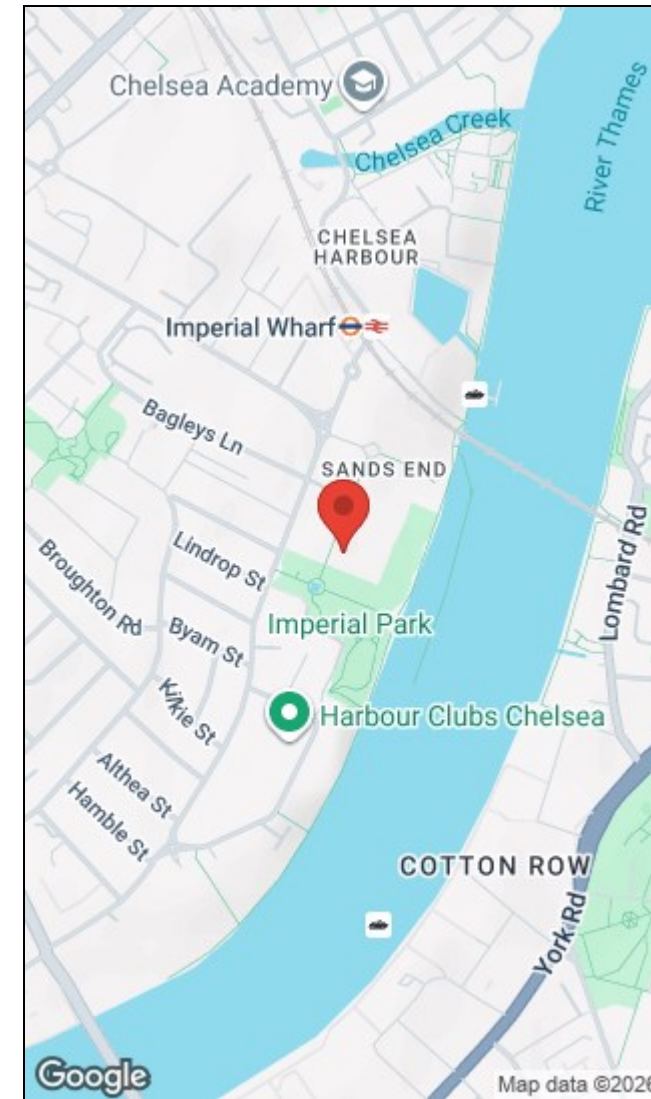 Chelsea Academy
Chelsea Creek
River Thames
CHELSEA
HARBOUR
Imperial Wharf
Bagleys Ln
SANDS END
Lindrop St
Lombard Rd
Broughton Rd
Byam St
Imperial Park
Kilkie St
Harbour Clubs Chelsea
Althea St
Hamble St
COTTON ROW
York Rd
Google
Map data ©2026